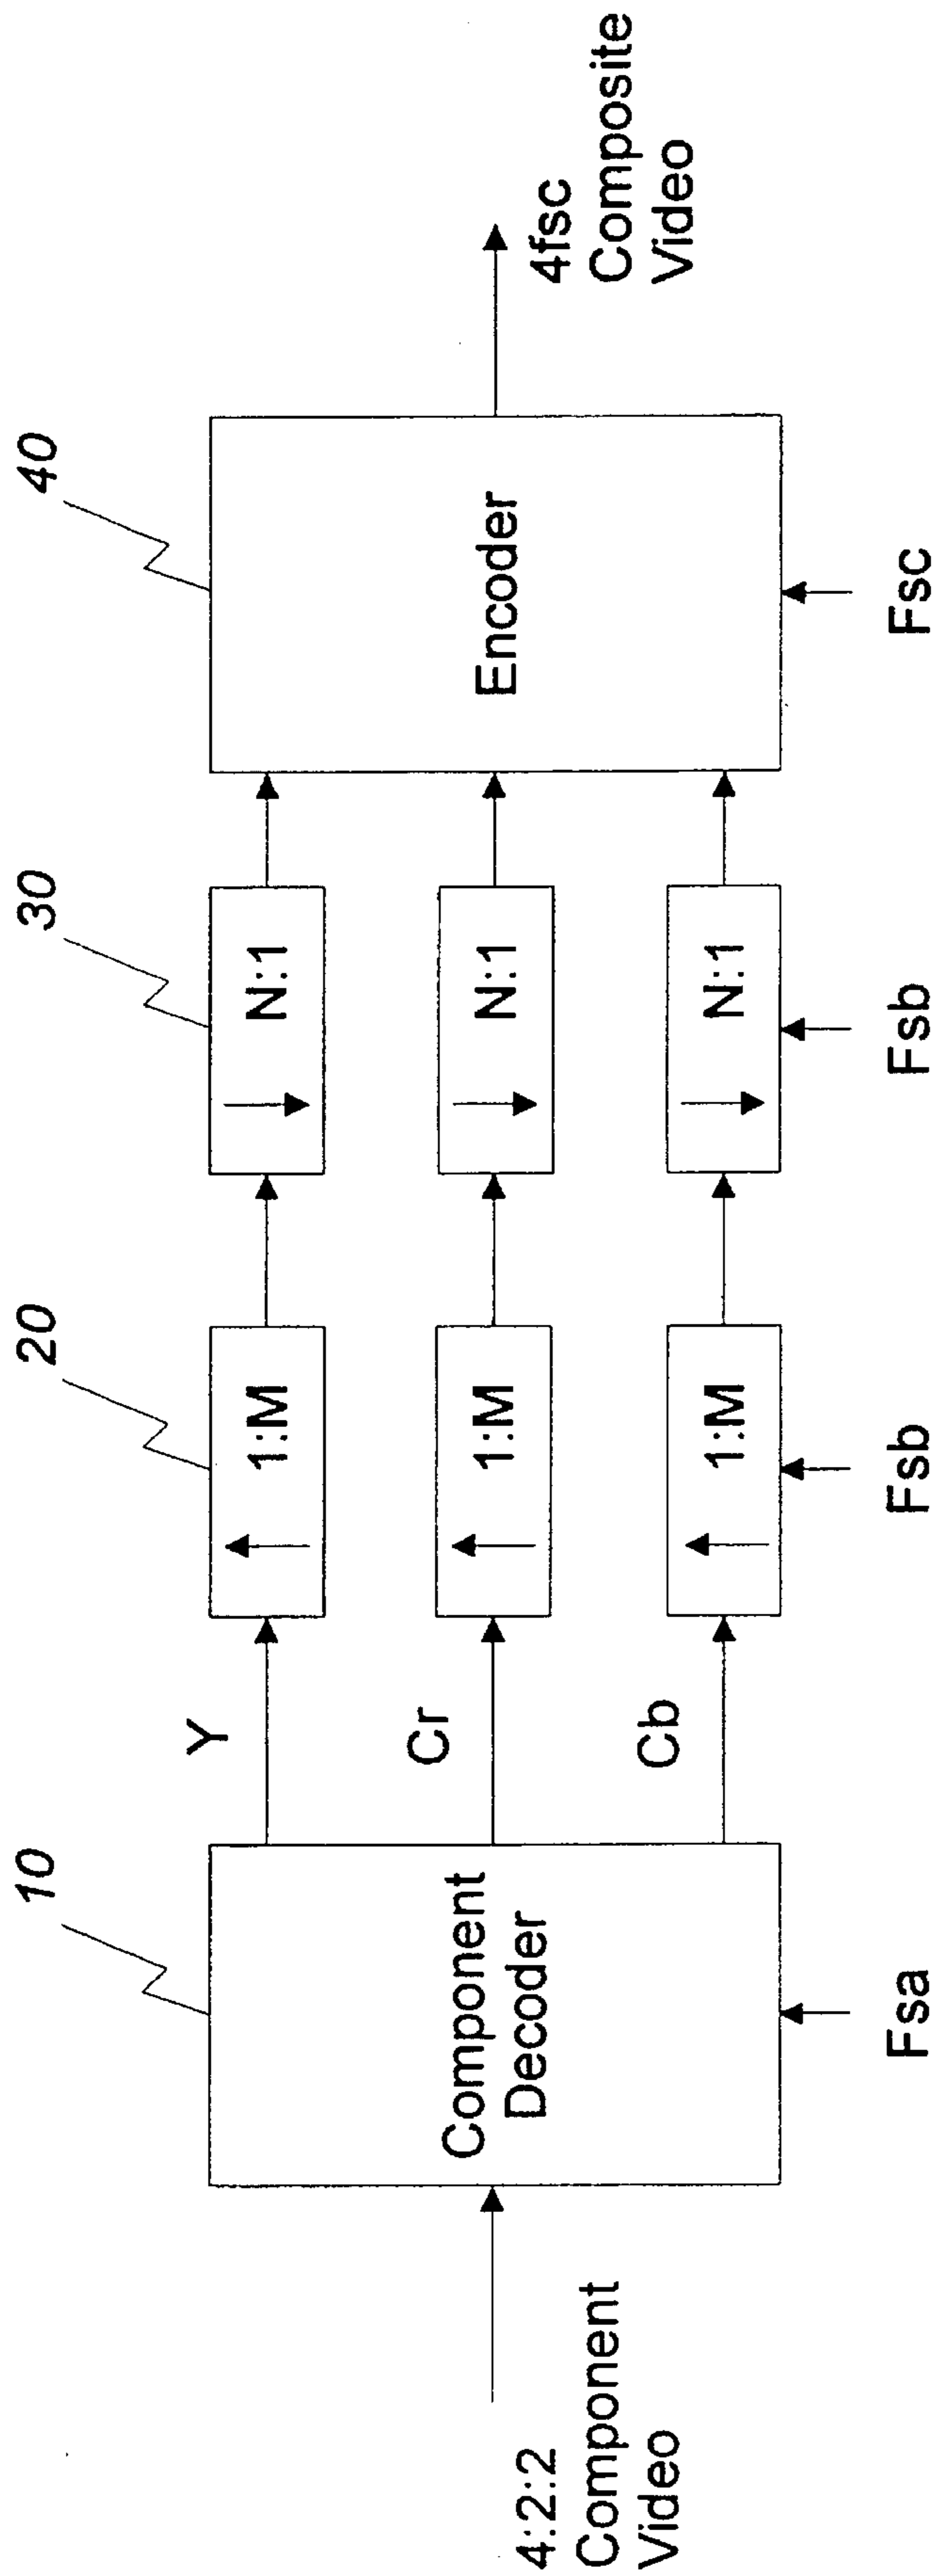 10
20
30
40
4:2:2
Component
Video
Component
Decoder
Y
Cr
Cb
1:M
1:M
1:M
N:1
N:1
N:1
Encoder
4fsc
Composite
Video
Fsa
Fsb
Fsb
Fsc